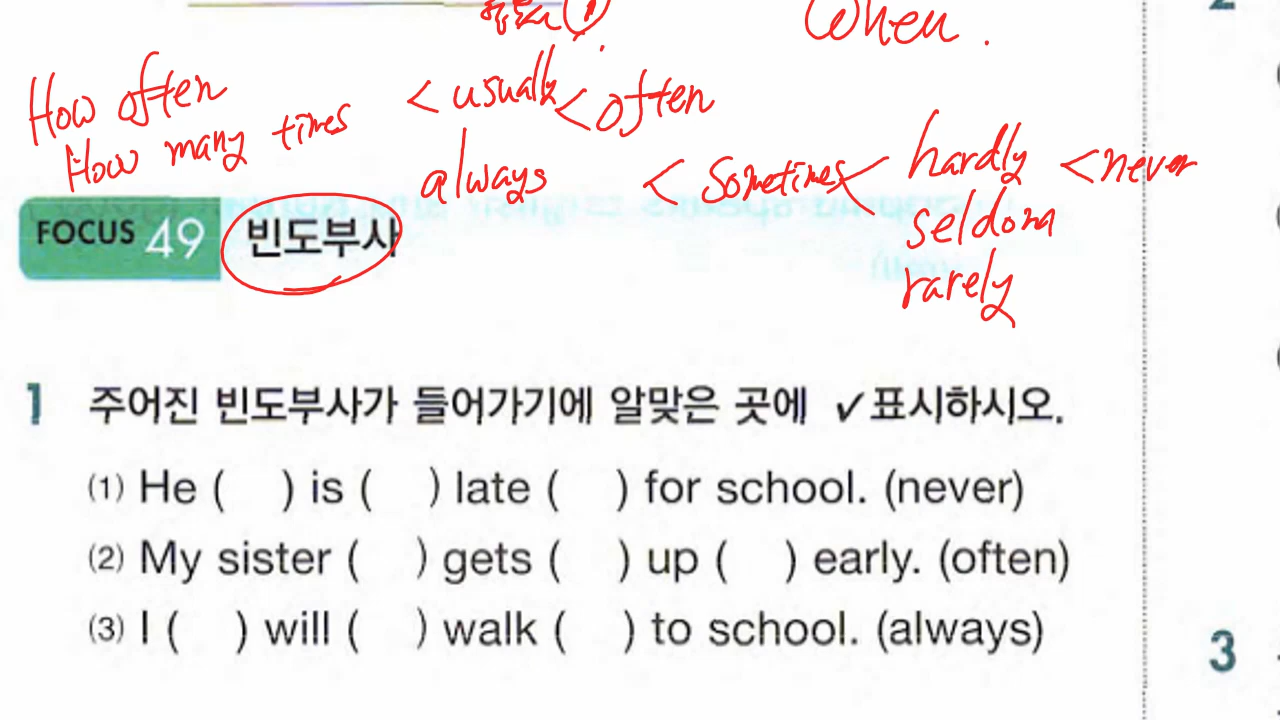 When.
How often
How many times
< usually < often
always < sometimes < hardly < never
seldom
rarely
FOCUS 49 빈도부사
1 주어진 빈도부사가 들어가기에 알맞은 곳에 ✓표시하시오.
(1) He ( ) is ( ) late ( ) for school. (never)
(2) My sister ( ) gets ( ) up ( ) early. (often)
(3) I ( ) will ( ) walk ( ) to school. (always)
3